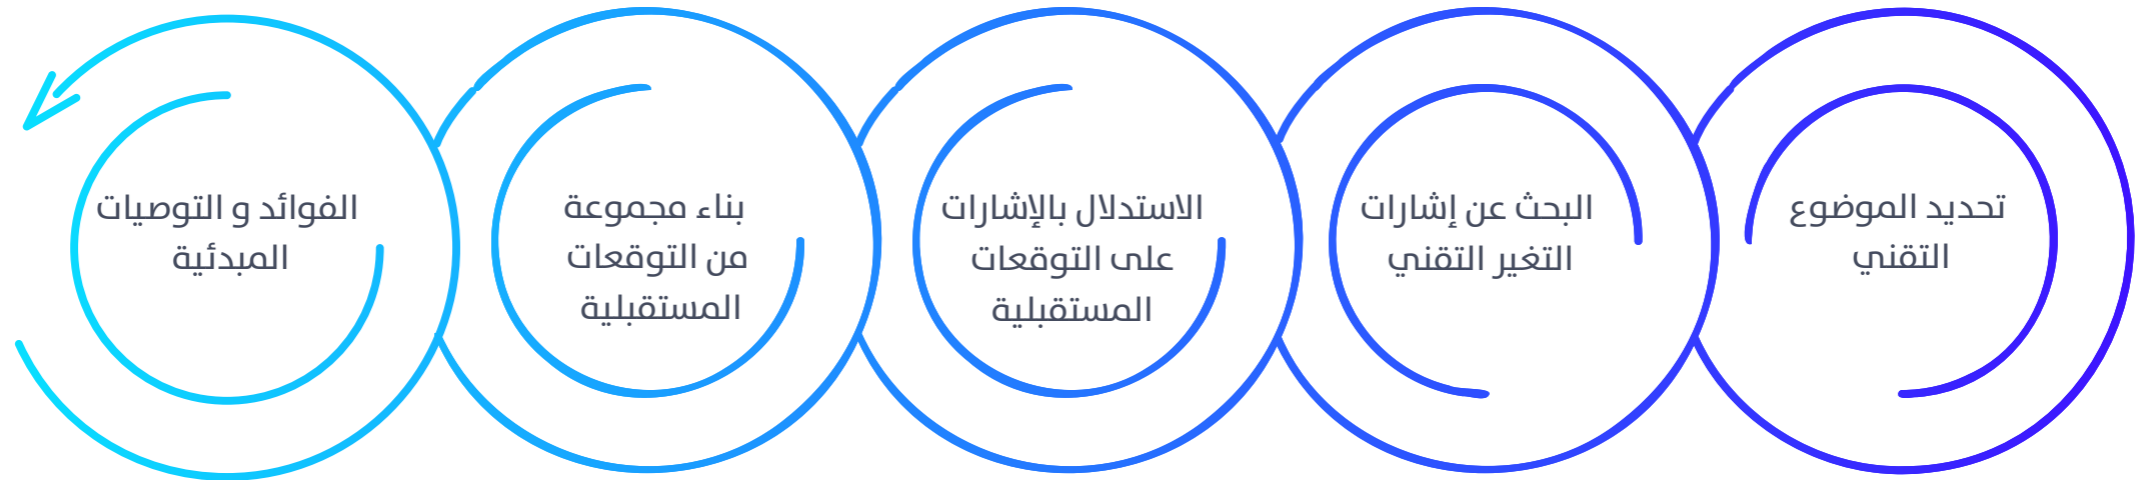 تحديد الموضوع
التقني
البحث عن إشارات
التغير التقني
الاستدلال بالإشارات
على التوقعات
المستقبلية
بناء مجموعة
من التوقعات
المستقبلية
الفوائد و التوصيات
المبدئية